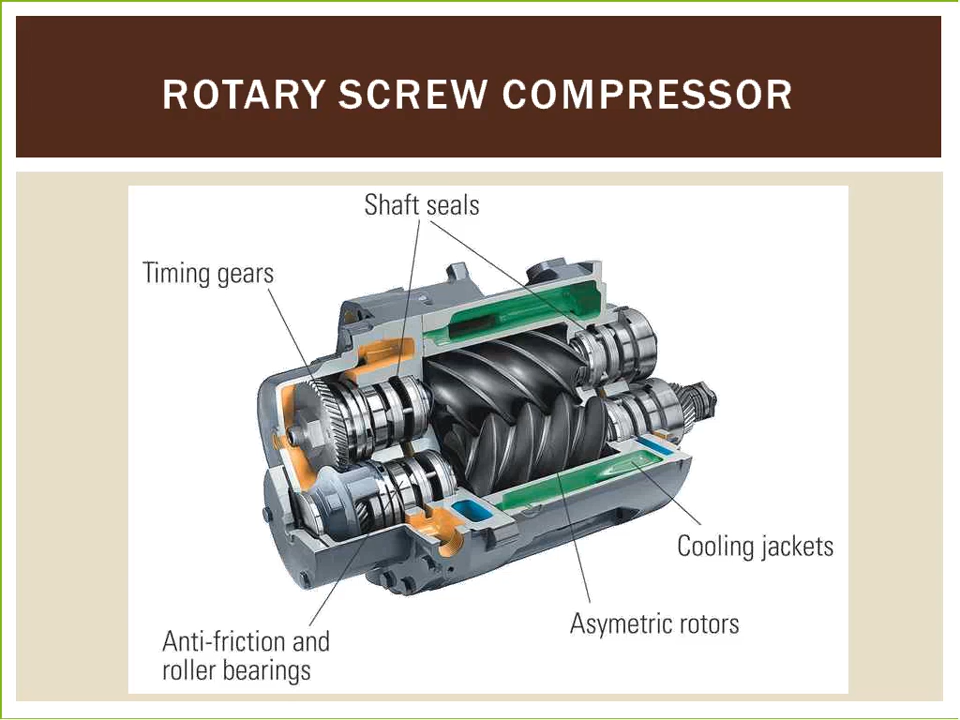 ROTARY SCREW COMPRESSOR
Shaft seals
Timing gears
Cooling jackets
Asymetric rotors
Anti-friction and
roller bearings